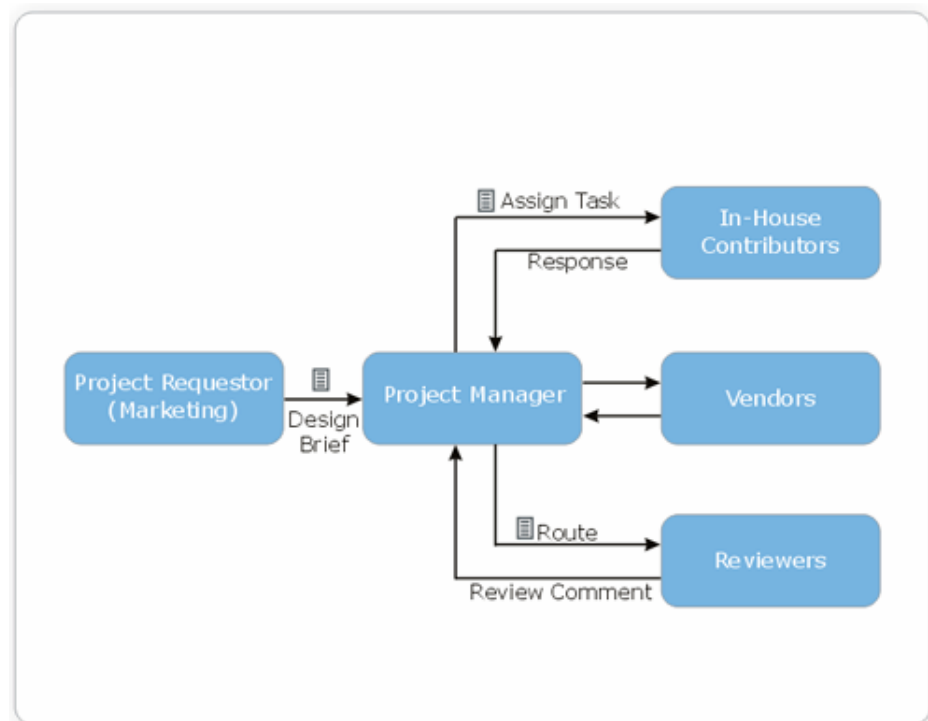 Assign Task
In-House
Contributors
Response
Project Requestor
(Marketing)
Design
Brief
Project Manager
Vendors
Route
Reviewers
Review Comment